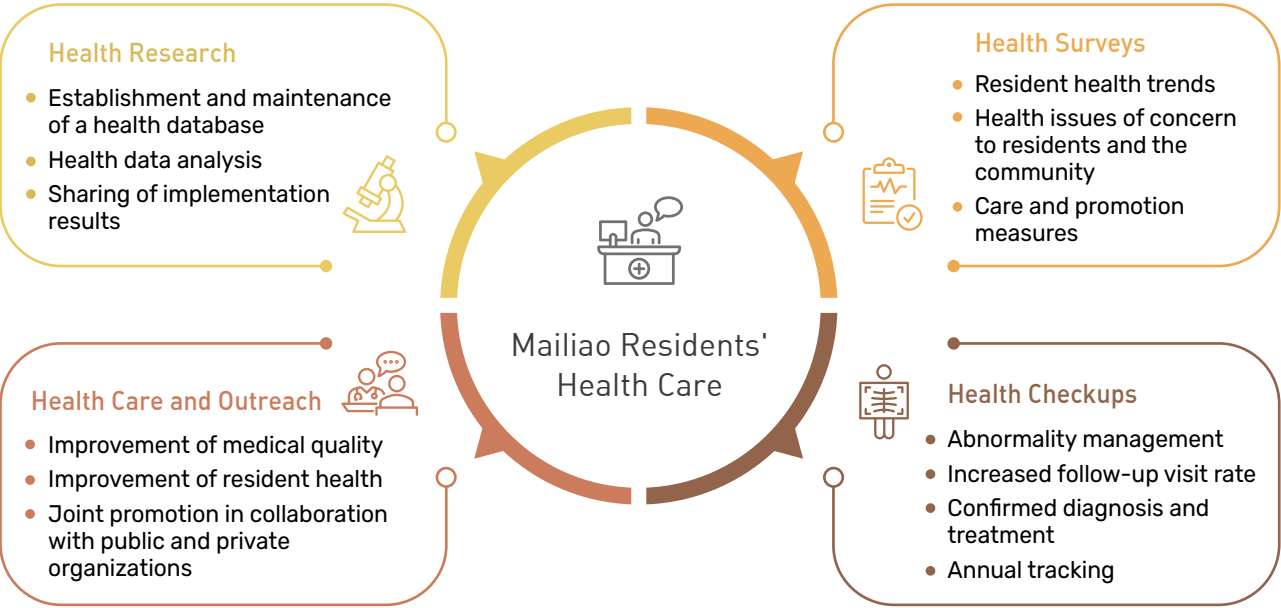 Health Research
Establishment and maintenance
of a health database
Health data analysis
Sharing of implementation
results
Health Surveys
Resident health trends
Health issues of concern
to residents and the
community
Care and promotion
measures
Mailiao Residents'
Health Care
Health Care and Outreach
Improvement of medical quality
Improvement of resident health
Joint promotion in collaboration
with public and private
organizations
Health Checkups
Abnormality management
Increased follow-up visit rate
Confirmed diagnosis and
treatment
Annual tracking